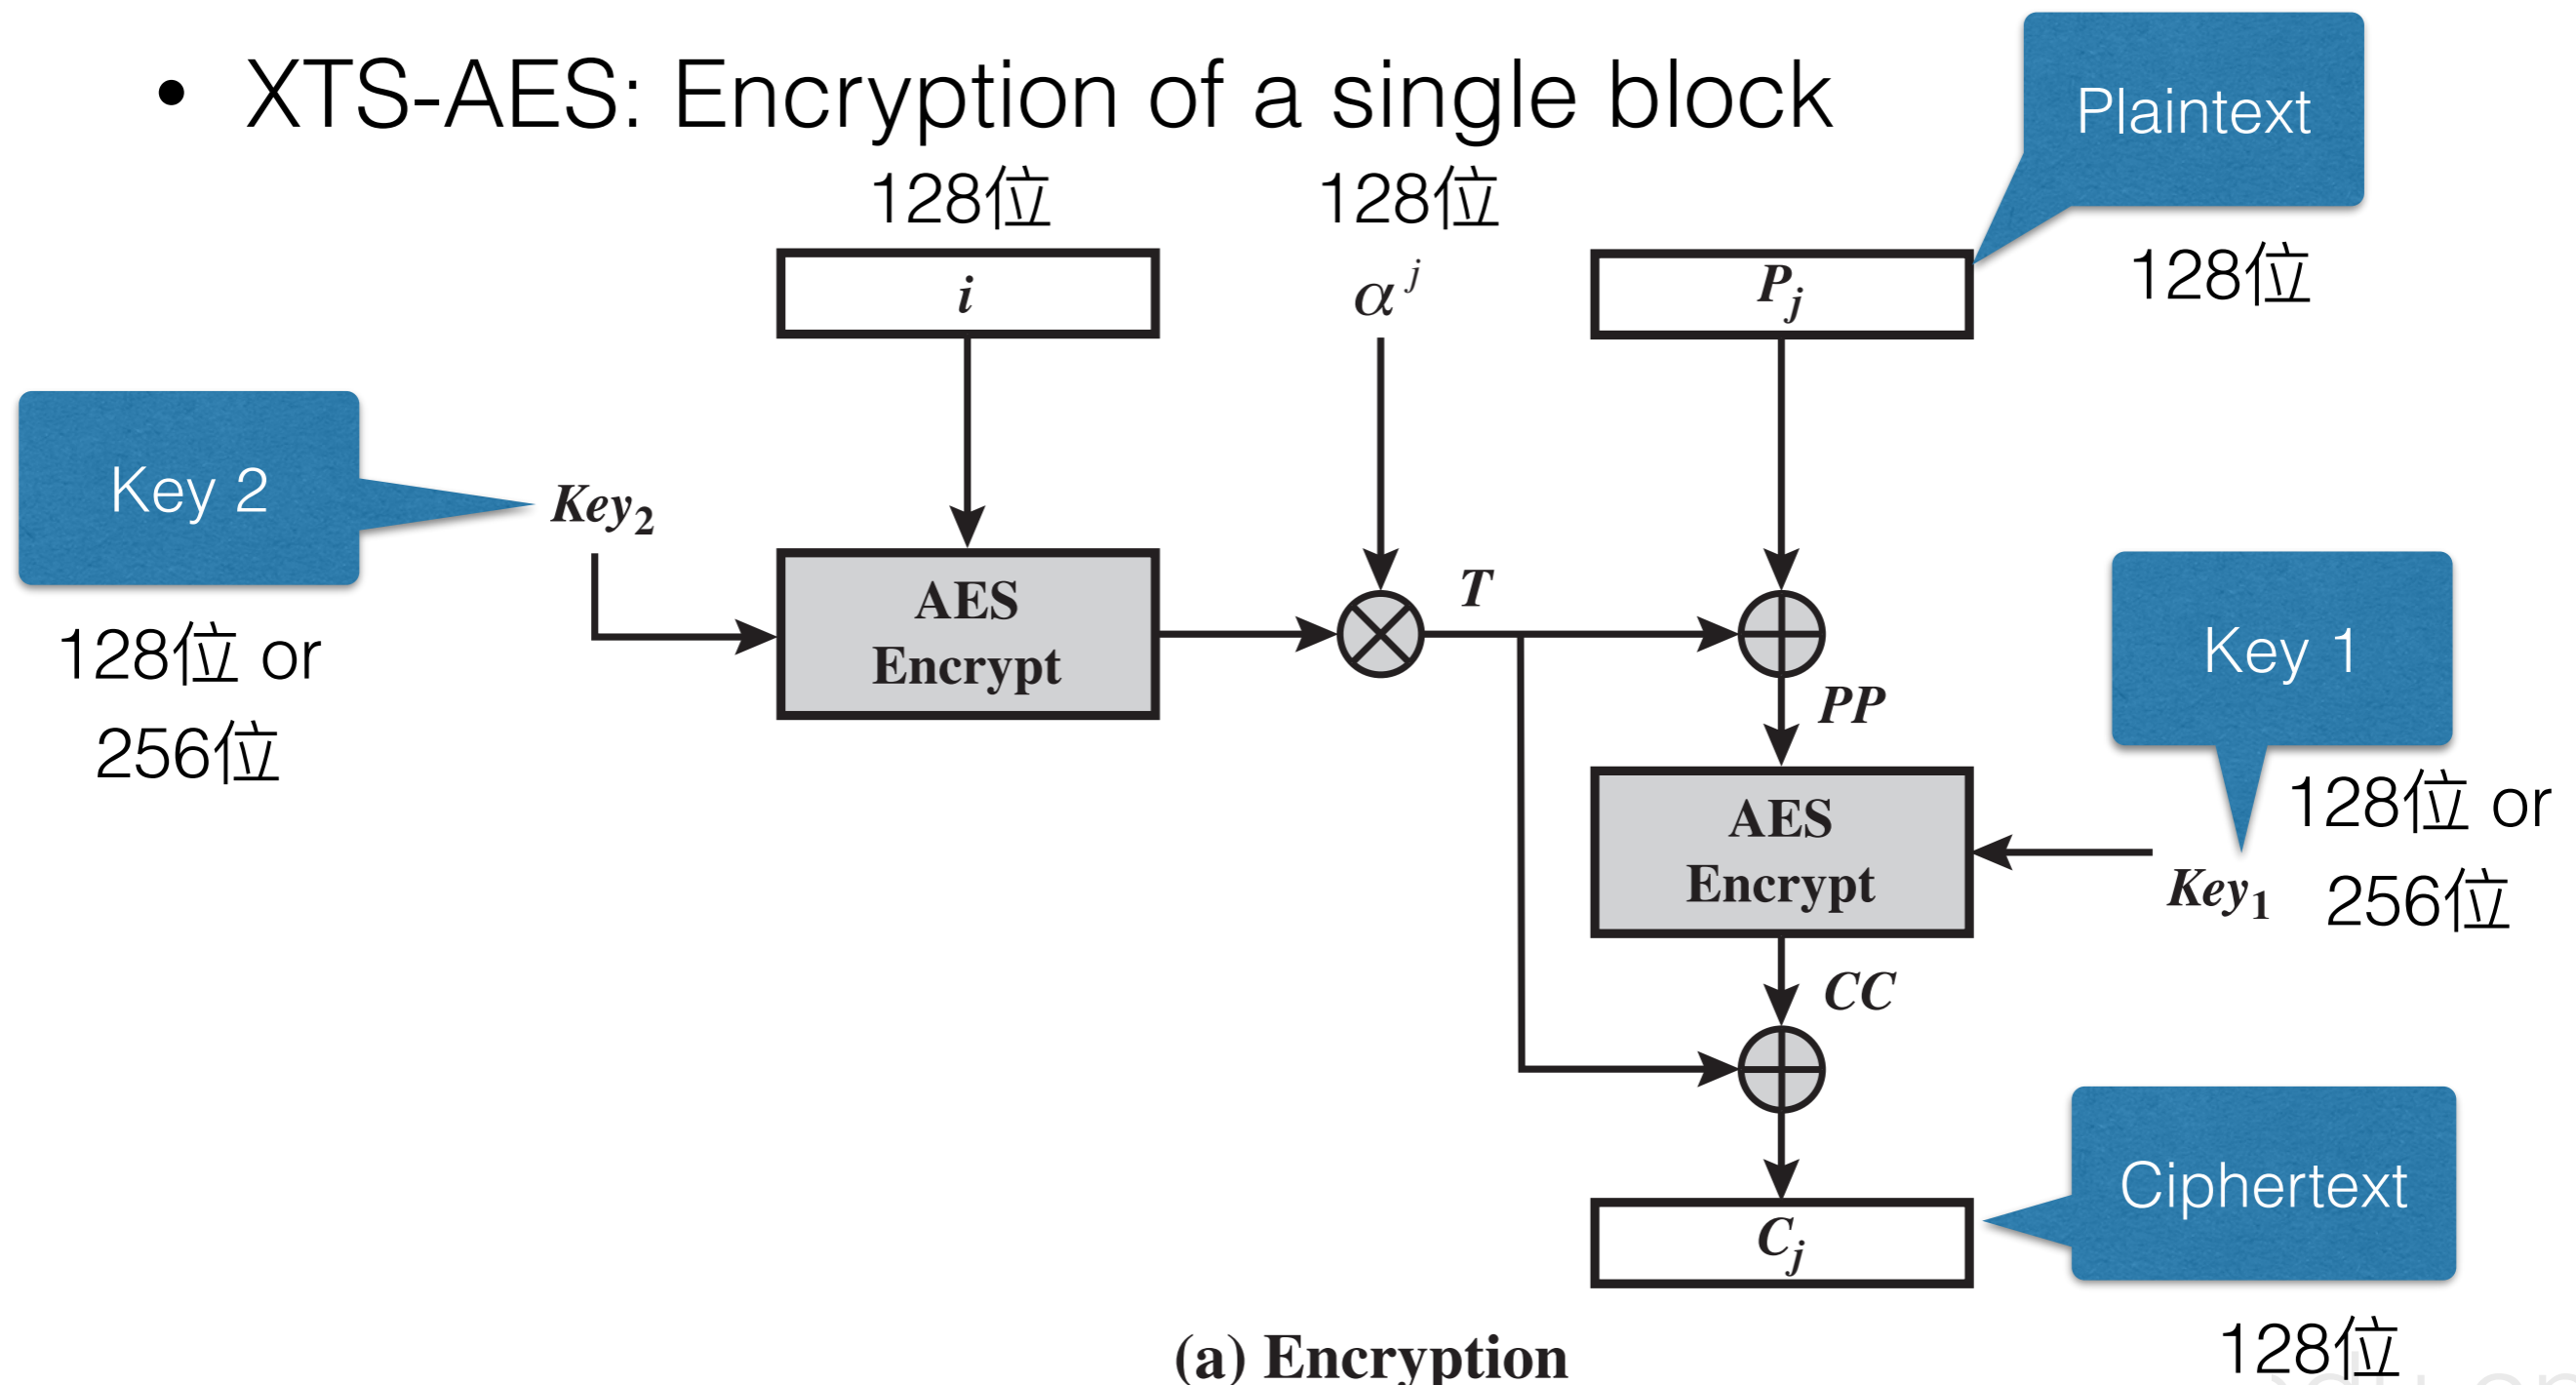 • XTS-AES: Encryption of a single block
Plaintext
128位
128位
128位
i
α^j
P_j
Key 2
Key₂
128位 or
256位
AES
Encrypt
T
PP
Key 1
128位 or
256位
Key₁
AES
Encrypt
CC
Ciphertext
C_j
128位
(a) Encryption